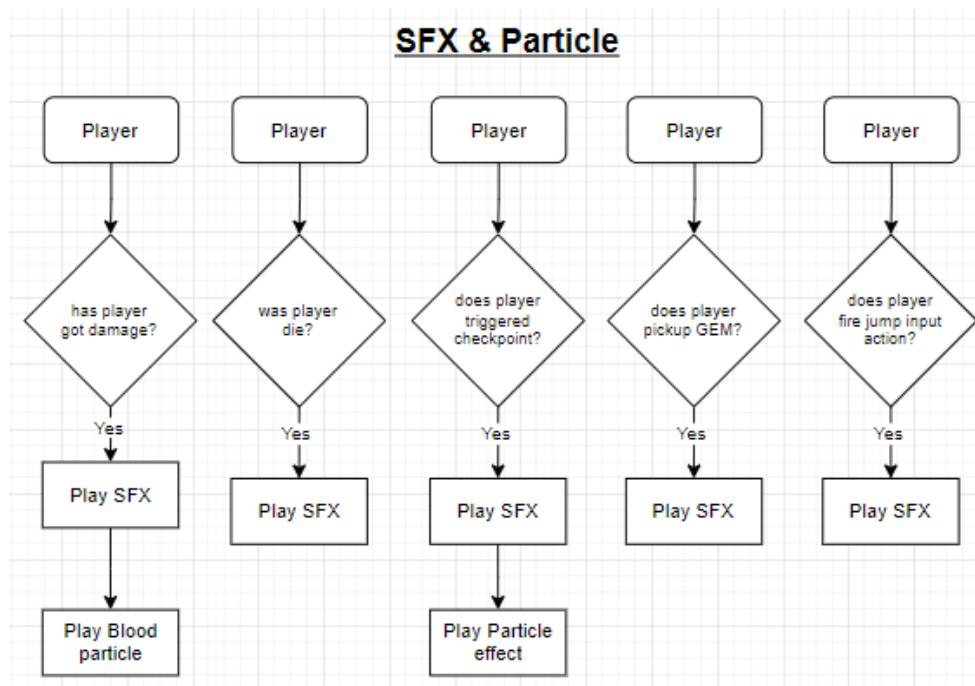 SFX & Particle
Player
Player
Player
Player
Player
has player
got damage?
was player
die?
does player
triggered
checkpoint?
does player
pickup GEM?
does player
fire jump input
action?
Yes
Yes
Yes
Yes
Yes
Play SFX
Play SFX
Play SFX
Play SFX
Play SFX
Play Blood
particle
Play Particle
effect